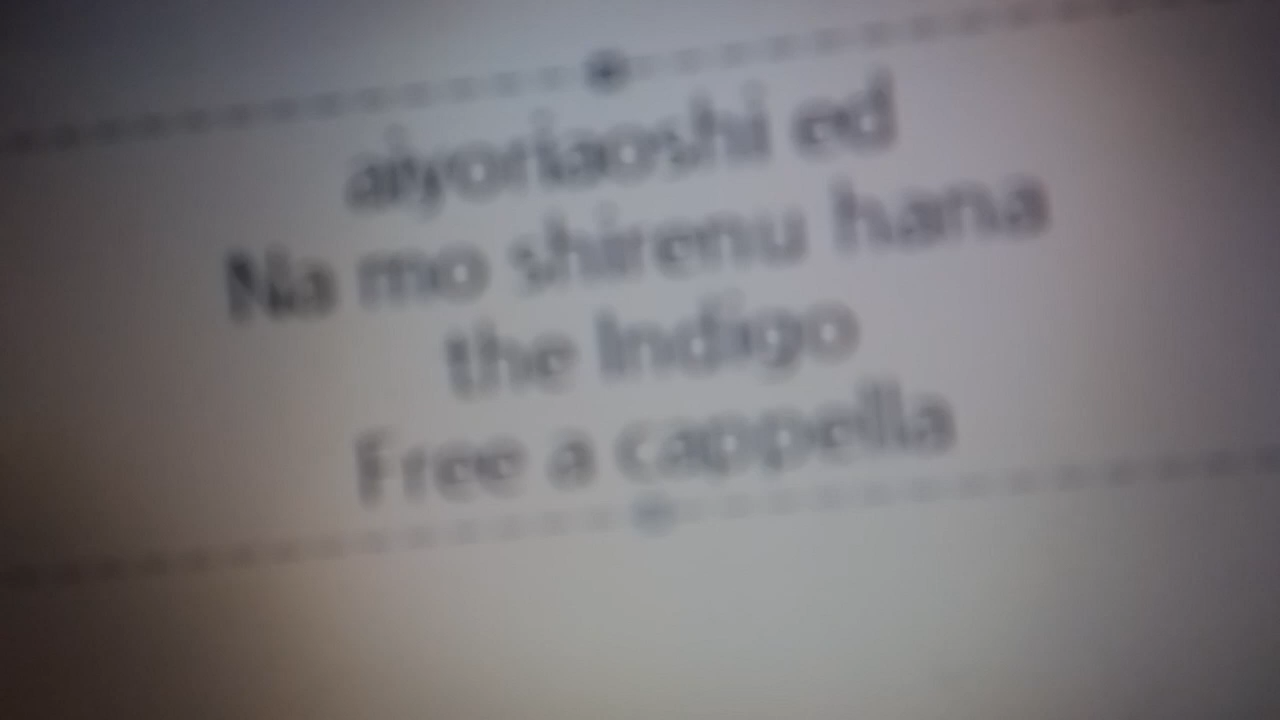 aiyoriaoshi ed
Na mo shirenu hana
the Indigo
Free a cappella